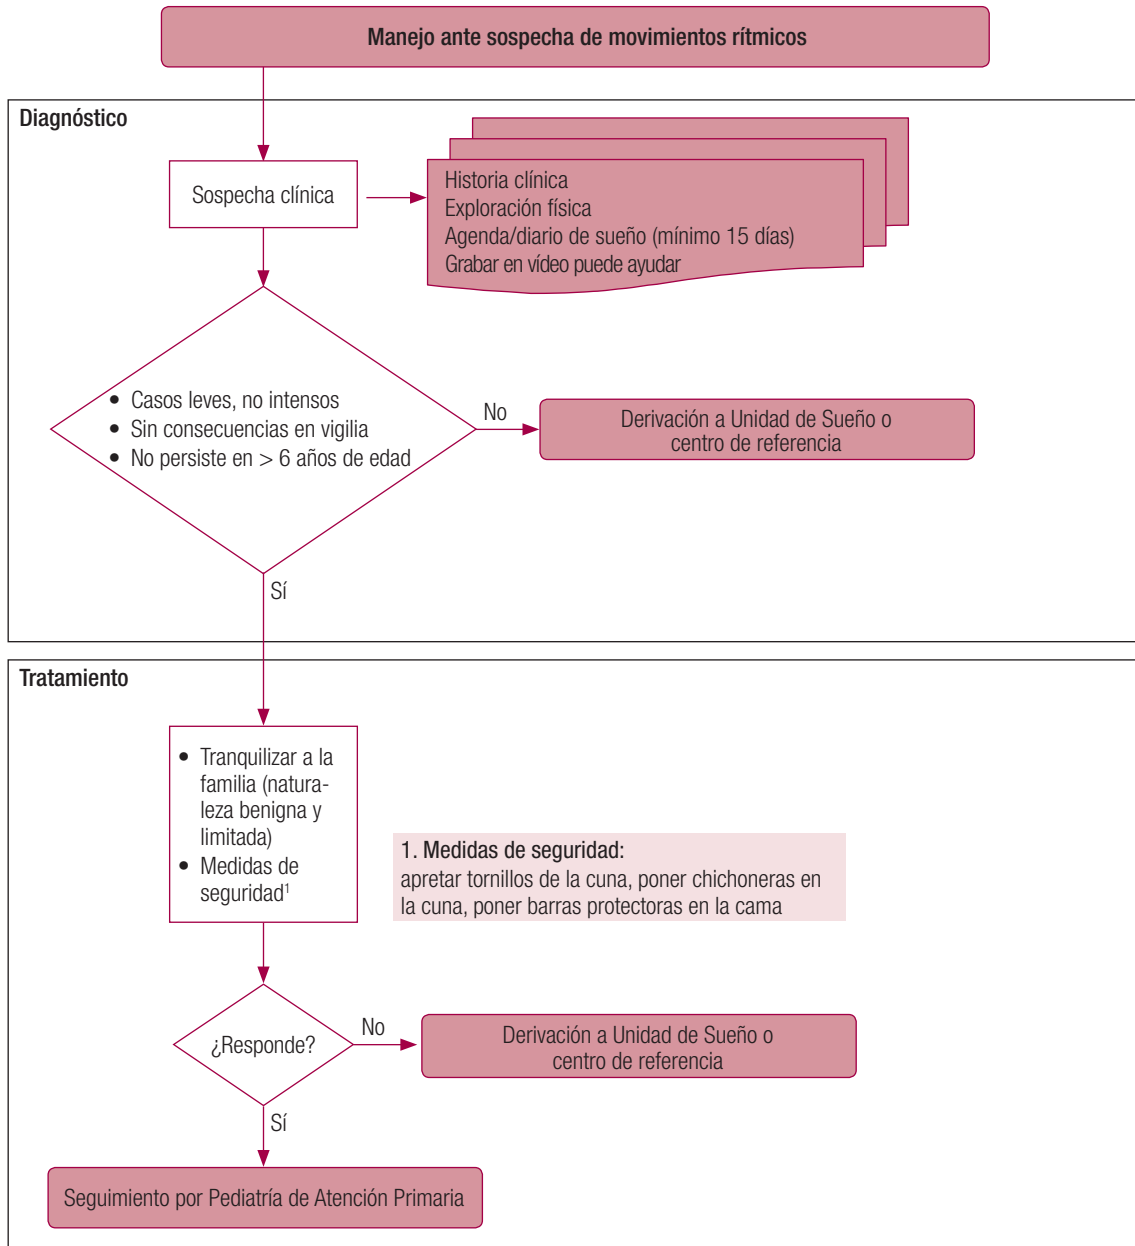 Manejo ante sospecha de movimientos rítmicos
Diagnóstico
Sospecha clínica
Historia clínica
Exploración física
Agenda/diario de sueño (mínimo 15 días)
Grabar en vídeo puede ayudar
• Casos leves, no intensos
• Sin consecuencias en vigilia
• No persiste en > 6 años de edad
No
Derivación a Unidad de Sueño o
centro de referencia
Sí
Tratamiento
• Tranquilizar a la
familia (natura-
leza benigna y
limitada)
• Medidas de
seguridad¹
1. Medidas de seguridad:
apretar tornillos de la cuna, poner chichoneras en
la cuna, poner barras protectoras en la cama
¿Responde?
No
Derivación a Unidad de Sueño o
centro de referencia
Sí
Seguimiento por Pediatría de Atención Primaria